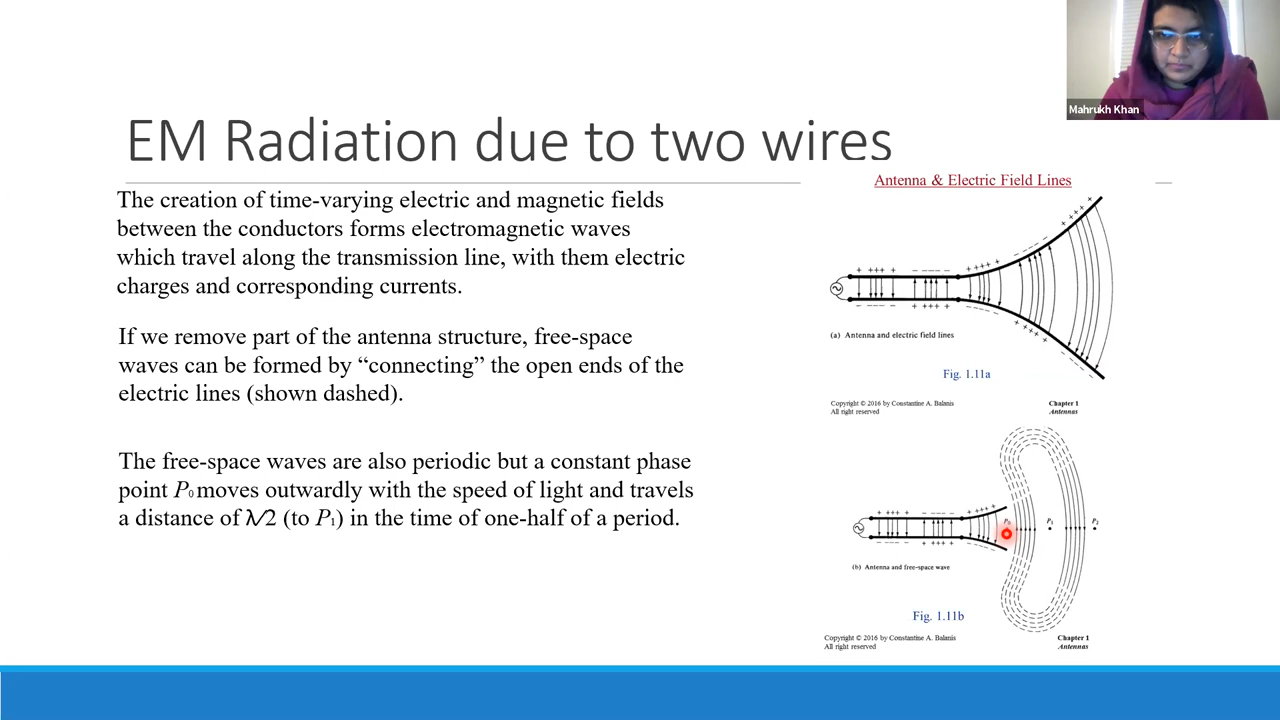 Mahrukh Khan
EM Radiation due to two wires
The creation of time-varying electric and magnetic fields
between the conductors forms electromagnetic waves
which travel along the transmission line, with them electric
charges and corresponding currents.
If we remove part of the antenna structure, free-space
waves can be formed by “connecting” the open ends of the
electric lines (shown dashed).
The free-space waves are also periodic but a constant phase
point P₀ moves outwardly with the speed of light and travels
a distance of λ/2 (to P₁) in the time of one-half of a period.
Antenna & Electric Field Lines
(a) Antenna and electric field lines
Fig. 1.11a
Copyright © 2016 by Constantine A. Balanis
All right reserved
Chapter 1
Antennas
P₀
P₁
P₂
(b) Antenna and free-space wave
Fig. 1.11b
Copyright © 2016 by Constantine A. Balanis
All right reserved
Chapter 1
Antennas